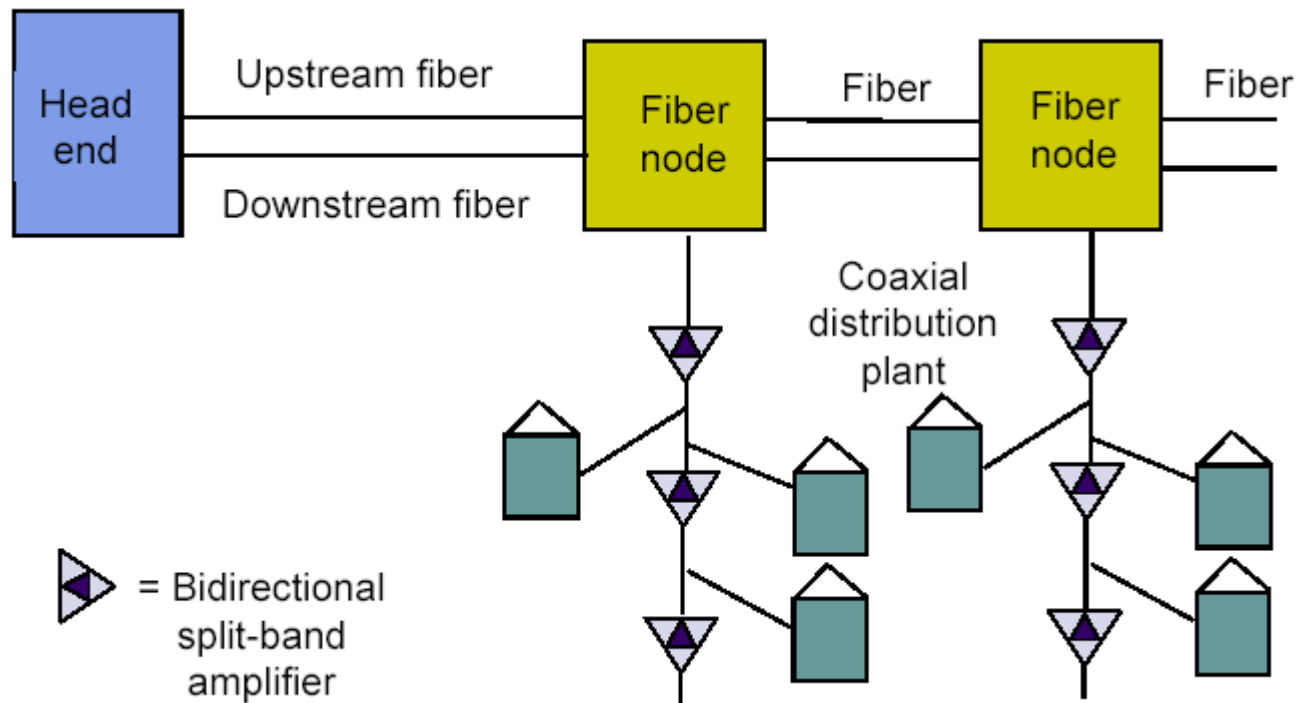 Head
end
Upstream fiber
Downstream fiber
Fiber
node
Fiber
Fiber
node
Fiber
Coaxial
distribution
plant
= Bidirectional
split-band
amplifier